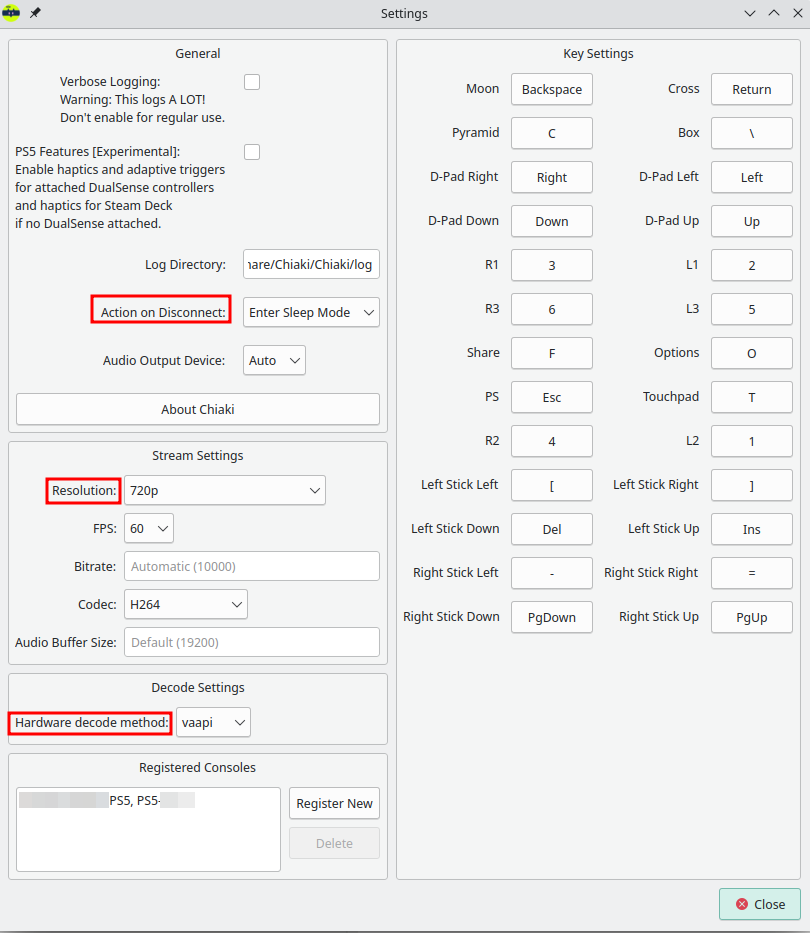 Settings
General
Verbose Logging:
Warning: This logs A LOT!
Don't enable for regular use.
PS5 Features [Experimental]:
Enable haptics and adaptive triggers
for attached DualSense controllers
and haptics for Steam Deck
if no DualSense attached.
Log Directory: hare/Chiaki/Chiaki/log
Action on Disconnect: Enter Sleep Mode
Audio Output Device: Auto
About Chiaki
Stream Settings
Resolution: 720p
FPS: 60
Bitrate: Automatic (10000)
Codec: H264
Audio Buffer Size: Default (19200)
Decode Settings
Hardware decode method: vaapi
Registered Consoles
PS5, PS5-
Register New
Delete
Key Settings
Moon Backspace Cross Return
Pyramid C Box \
D-Pad Right Right D-Pad Left Left
D-Pad Down Down D-Pad Up Up
R1 3 L1 2
R3 6 L3 5
Share F Options O
PS Esc Touchpad T
R2 4 L2 1
Left Stick Left [ Left Stick Right ]
Left Stick Down Del Left Stick Up Ins
Right Stick Left - Right Stick Right =
Right Stick Down PgDown Right Stick Up PgUp
Close